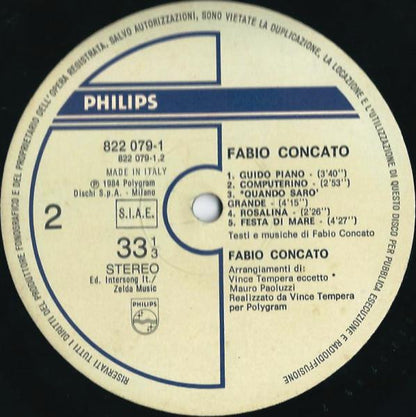 RISERVATI TUTTI I DIRITTI DEL PRODUTTORE FONOGRAFICO E DEL PROPRIETARIO DELL'OPERA REGISTRATA, SALVO AUTORIZZAZIONI, SONO VIETATE LA DUPLICAZIONE, LA LOCAZIONE E L'UTILIZZAZIONE DI QUESTO DISCO PER PUBBLICA ESECUZIONE E RADIODIFFUSIONE
PHILIPS
822 079-1
822 079-1.2
MADE IN ITALY
℗ 1984 Polygram
Dischi S.p.A. - Milano
2
S.I.A.E.
33 1/3
STEREO
Ed. Intersong It./
Zelda Music
PHILIPS
FABIO CONCATO
1. GUIDO PIANO - (3'40")
2. COMPUTERINO - (2'53")
3. *QUANDO SARO'
GRANDE - (4'15")
4. ROSALINA - (2'26")
5. FESTA DI MARE - (4'27")
Testi e musiche di Fabio Concato
FABIO CONCATO
Arrangiamenti di:
Vince Tempera eccetto *
Mauro Paoluzzi
Realizzato da Vince Tempera
per Polygram